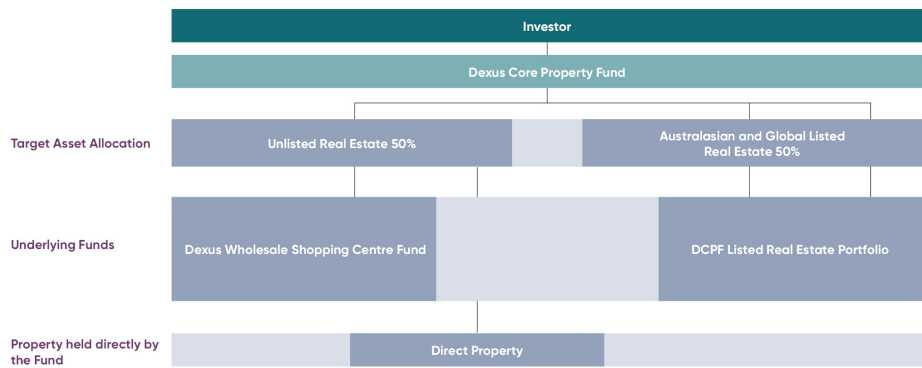 Investor
Dexus Core Property Fund
Target Asset Allocation
Unlisted Real Estate 50%
Australasian and Global Listed
Real Estate 50%
Underlying Funds
Dexus Wholesale Shopping Centre Fund
DCPF Listed Real Estate Portfolio
Property held directly by
the Fund
Direct Property